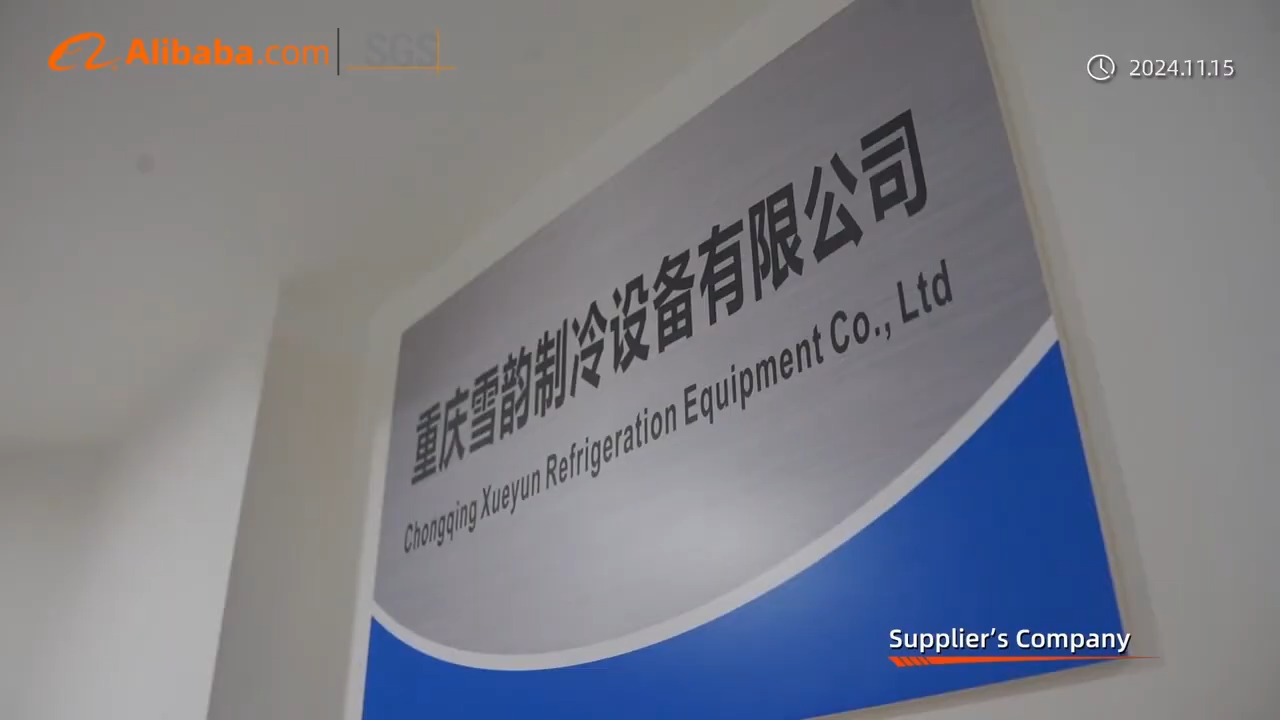 Alibaba.com
SGS
2024.11.15
重庆雪韵制冷设备有限公司
Chongqing Xueyun Refrigeration Equipment Co., Ltd
Supplier's Company